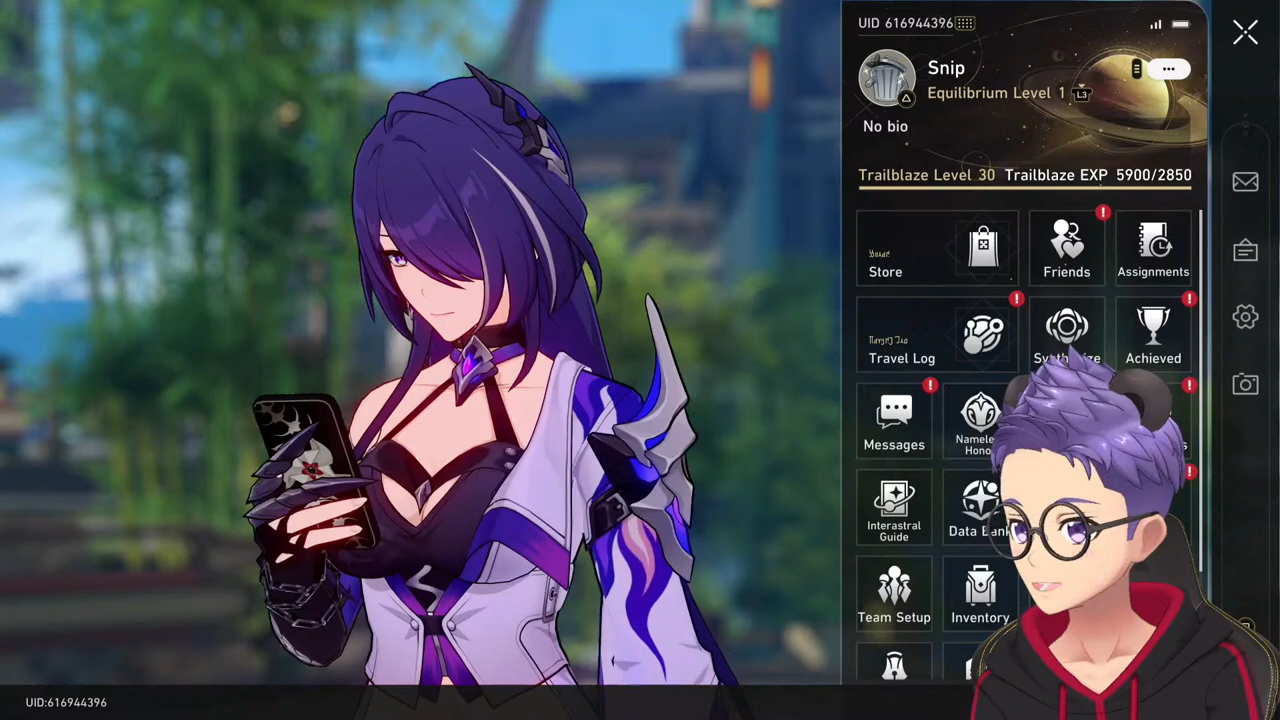 UID 616944396
Snip
Equilibrium Level 1
L3
No bio
Trailblaze Level 30 Trailblaze EXP 5900/2850
Store
Friends
Assignments
Travel Log
Achieved
Messages
Interastral
Guide
Team Setup
Inventory
UID:616944396